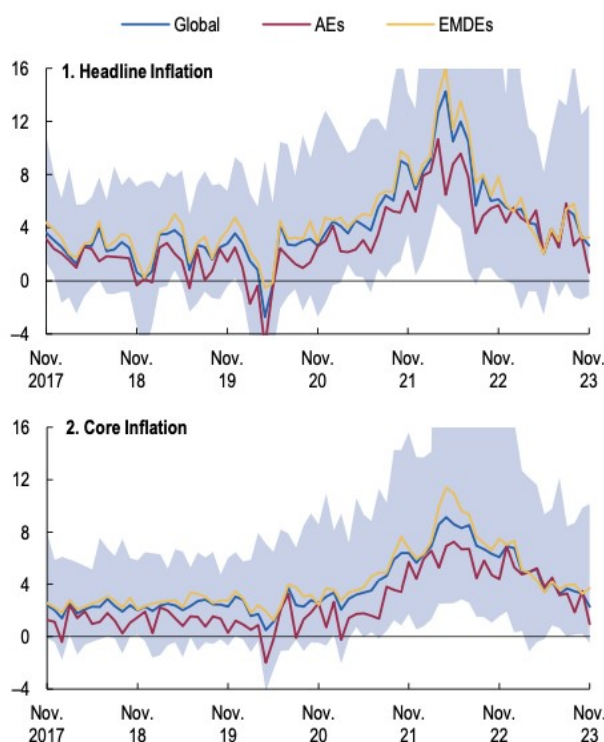 Global AEs EMDEs
1. Headline Inflation
16
12
8
4
0
–4
Nov. Nov. Nov. Nov. Nov. Nov. Nov.
2017 18 19 20 21 22 23
2. Core Inflation
16
12
8
4
0
–4
Nov. Nov. Nov. Nov. Nov. Nov. Nov.
2017 18 19 20 21 22 23